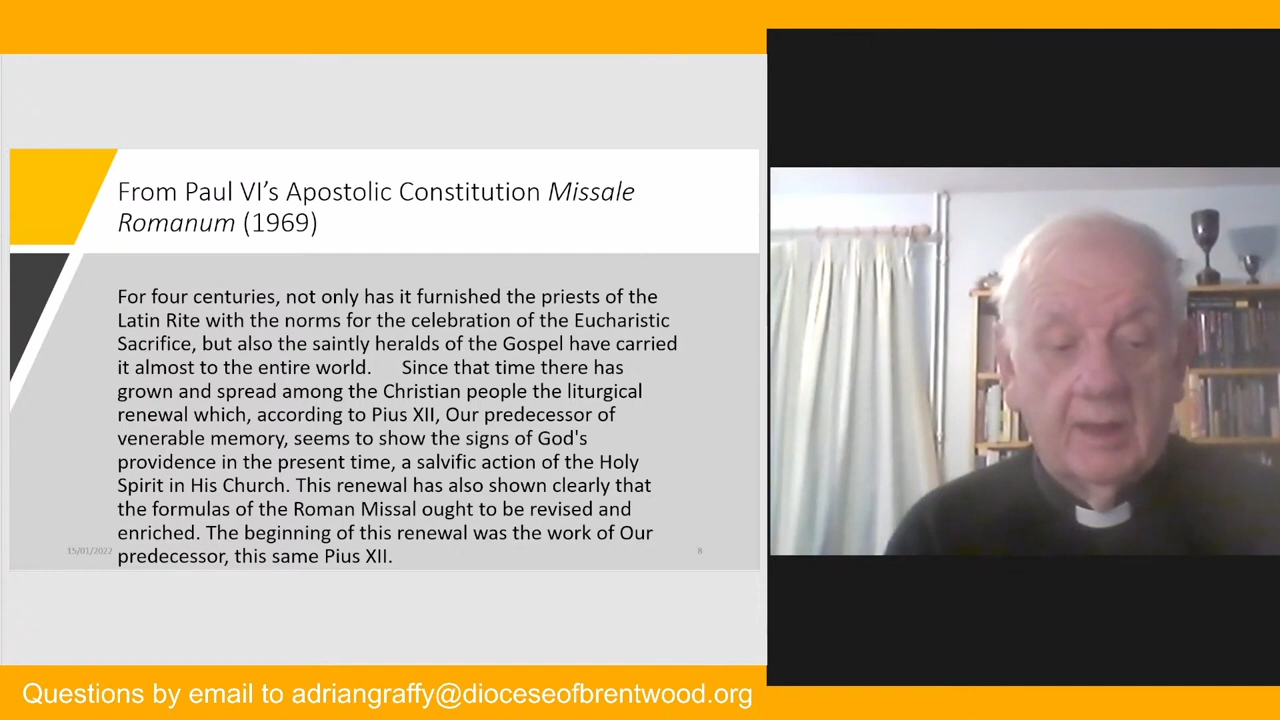 From Paul VI’s Apostolic Constitution Missale
Romanum (1969)
For four centuries, not only has it furnished the priests of the
Latin Rite with the norms for the celebration of the Eucharistic
Sacrifice, but also the saintly heralds of the Gospel have carried
it almost to the entire world. Since that time there has
grown and spread among the Christian people the liturgical
renewal which, according to Pius XII, Our predecessor of
venerable memory, seems to show the signs of God's
providence in the present time, a salvific action of the Holy
Spirit in His Church. This renewal has also shown clearly that
the formulas of the Roman Missal ought to be revised and
enriched. The beginning of this renewal was the work of Our
predecessor, this same Pius XII.
15/01/2022
8
Questions by email to adriangraffy@dioceseofbrentwood.org